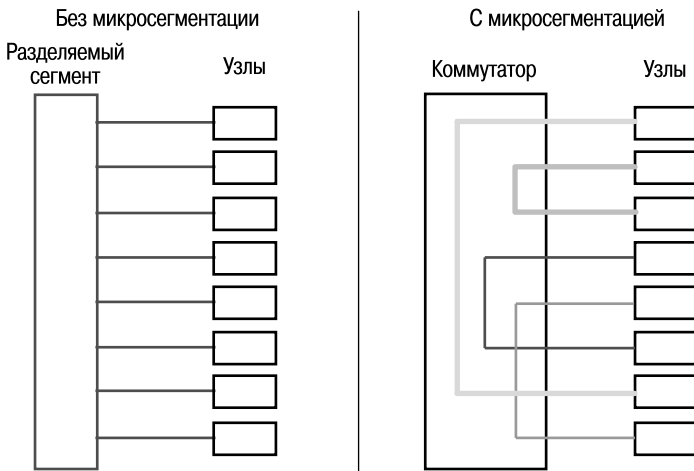 Без микросегментации
Разделяемый
сегмент
Узлы
С микросегментацией
Коммутатор
Узлы